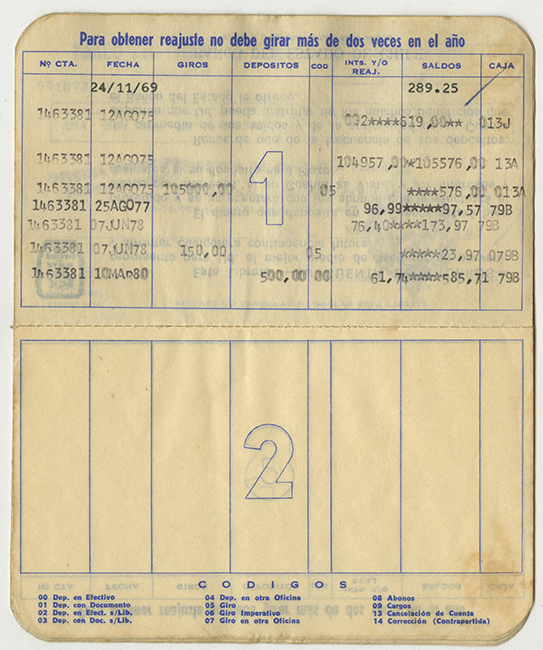 Para obtener reajuste no debe girar más de dos veces en el año
Nº CTA. FECHA GIROS DEPOSITOS COD INTS. Y/O REAJ. SALDOS CAJA
24/11/69 289.25
1463381 12AGO75 032****619,00** 013J
1463381 12AGO75 104957,00*105576,00 13A
1463381 12AGO75 105000,00 05 ****576,00 013A
1463381 25AGO77 96,99*****97,57 79B
1463381 07JUN78 76,40****173,97 79B
1463381 07JUN78 150,00 05 *****23,97 079B
1463381 10MAR80 500,00 00 61,74****585,71 79B
1
2
CODIGOS
00 Dep. en Efectivo 04 Dep. en otra Oficina 08 Abonos
01 Dep. con Documento 05 Giro 09 Cargos
02 Dep. en Efect. s/Lib. 06 Giro Imperativo 13 Cancelación de Cuenta
03 Dep. con Doc. s/Lib. 07 Giro en otra Oficina 14 Corrección (Contrapartida)